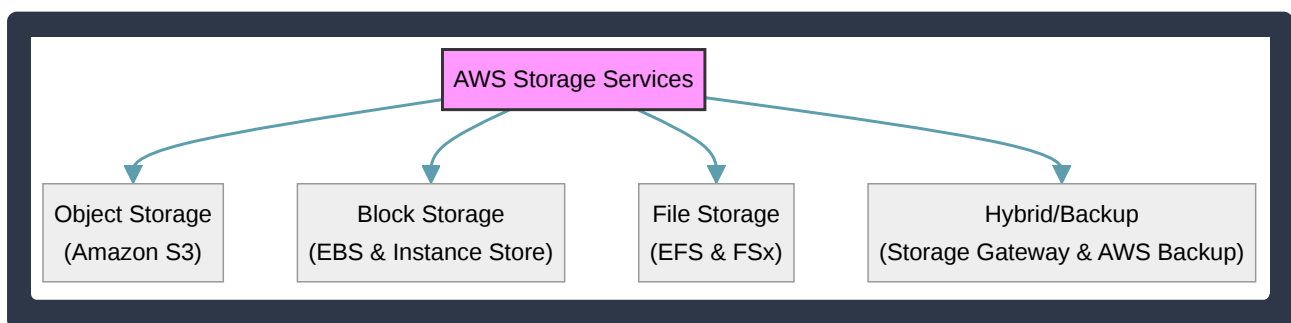 AWS Storage Services
Object Storage
(Amazon S3)
Block Storage
(EBS & Instance Store)
File Storage
(EFS & FSx)
Hybrid/Backup
(Storage Gateway & AWS Backup)